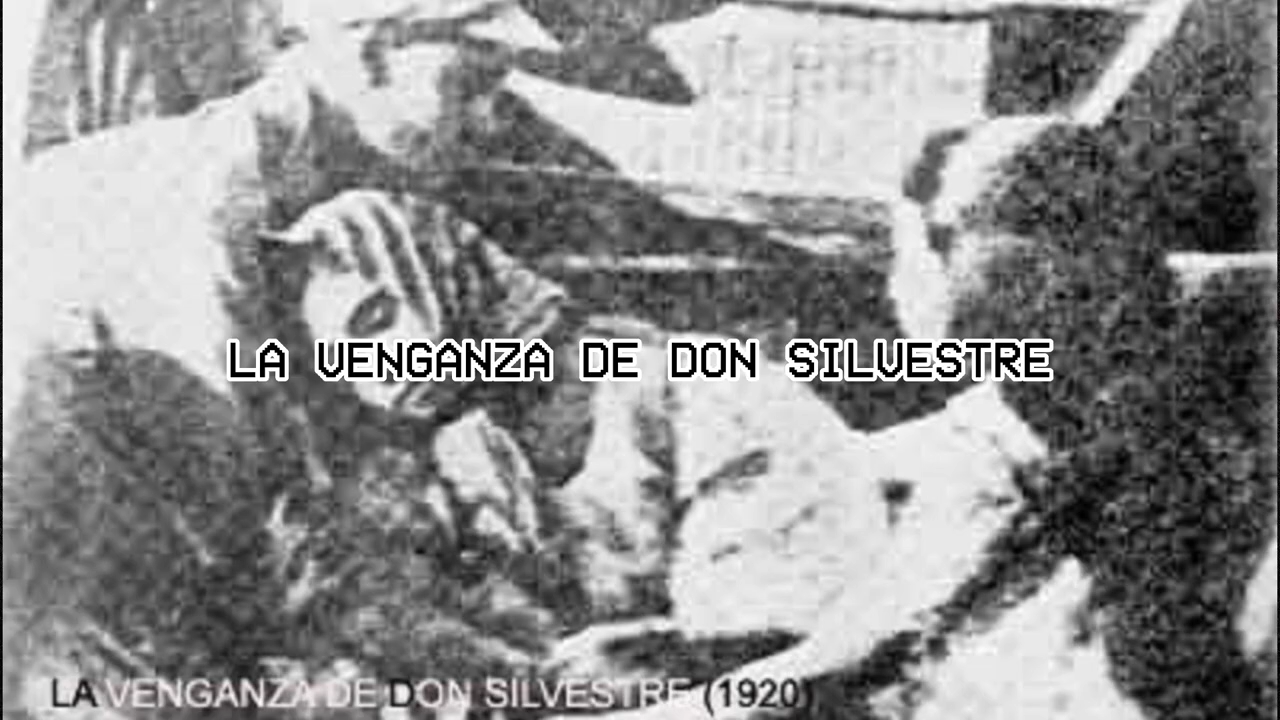 LA VENGANZA DE DON SILVESTRE
LA VENGANZA DE DON SILVESTRE (1920)